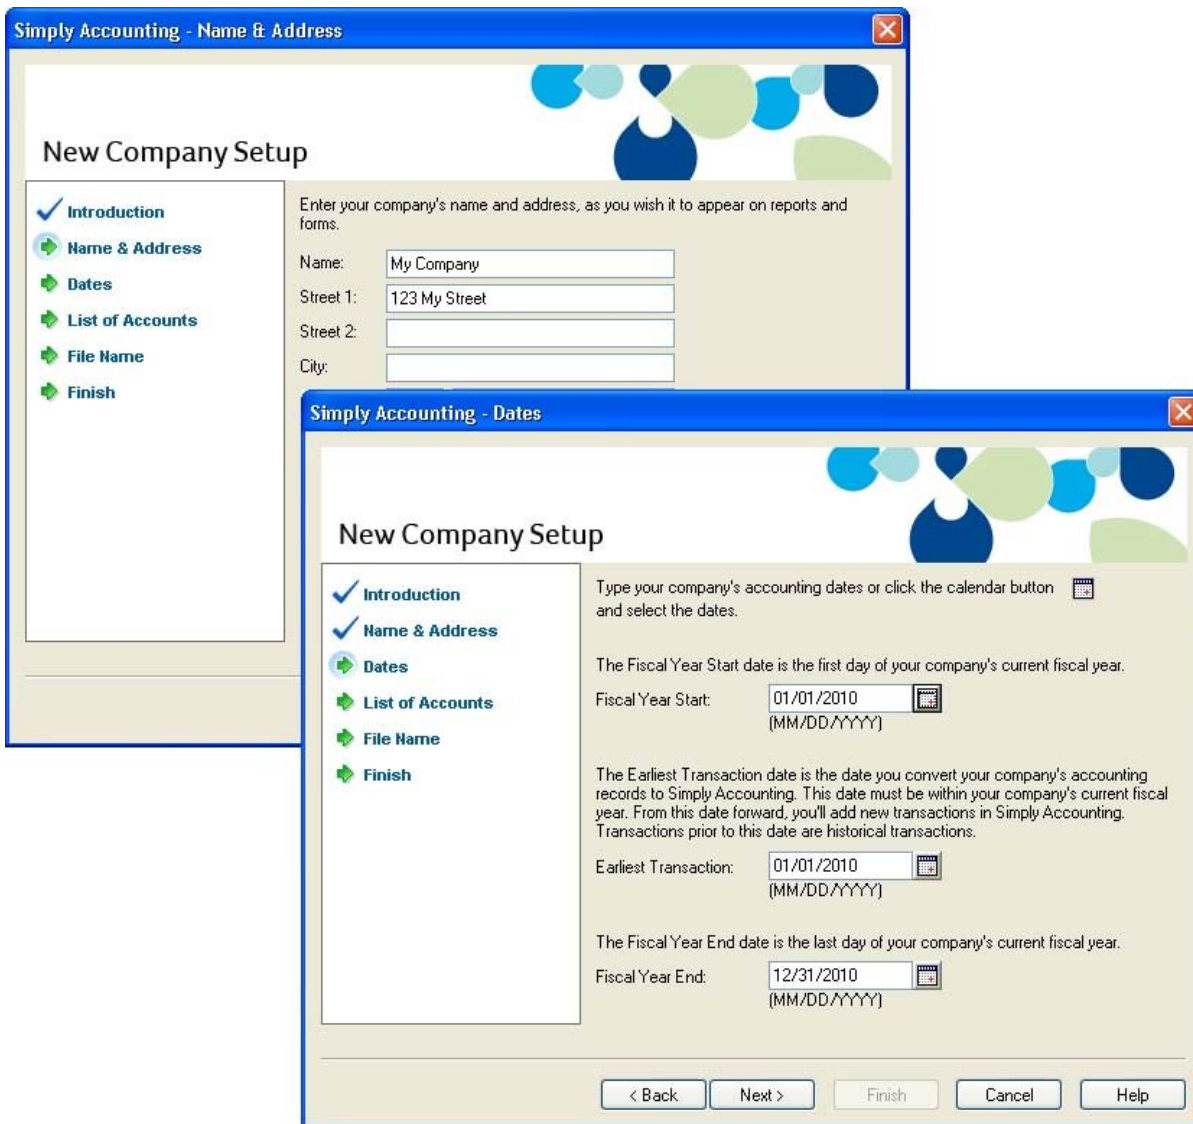 Simply Accounting - Name & Address
New Company Setup
Introduction
Name & Address
Dates
List of Accounts
File Name
Finish
Enter your company's name and address, as you wish it to appear on reports and
forms.
Name: My Company
Street 1: 123 My Street
Street 2:
City:
Simply Accounting - Dates
New Company Setup
Introduction
Name & Address
Dates
List of Accounts
File Name
Finish
Type your company's accounting dates or click the calendar button
and select the dates.
The Fiscal Year Start date is the first day of your company's current fiscal year.
Fiscal Year Start: 01/01/2010
(MM/DD/YYYY)
The Earliest Transaction date is the date you convert your company's accounting
records to Simply Accounting. This date must be within your company's current fiscal
year. From this date forward, you'll add new transactions in Simply Accounting.
Transactions prior to this date are historical transactions.
Earliest Transaction: 01/01/2010
(MM/DD/YYYY)
The Fiscal Year End date is the last day of your company's current fiscal year.
Fiscal Year End: 12/31/2010
(MM/DD/YYYY)
< Back Next > Finish Cancel Help